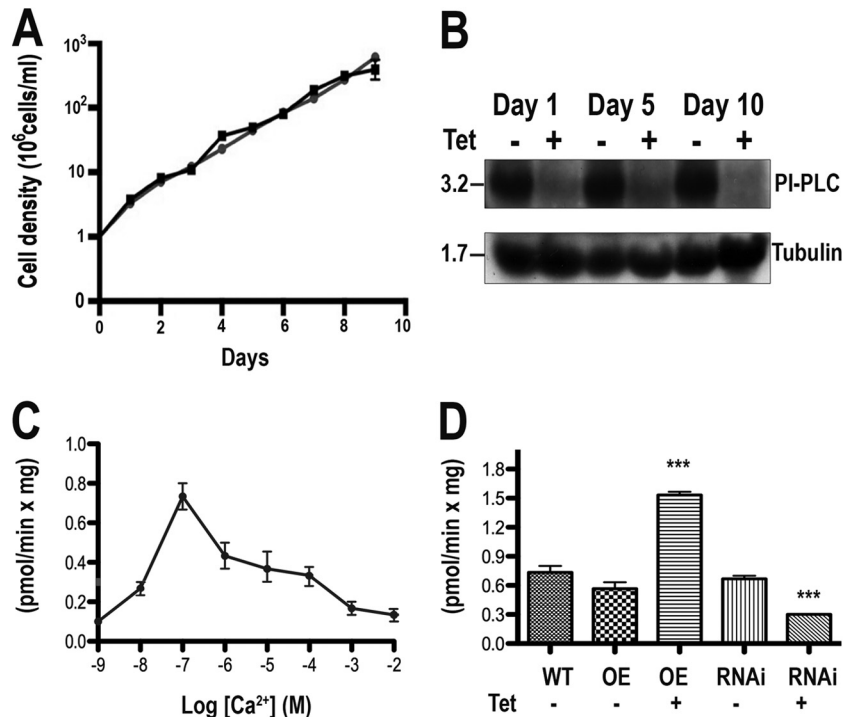 A
Cell density (10⁶cells/ml)
10³
10²
10
1
0
0 2 4 6 8 10
Days
B
Day 1 Day 5 Day 10
Tet - + - + - +
3.2 PI-PLC
1.7 Tubulin
C
(pmol/min x mg)
1.0
0.8
0.6
0.4
0.2
0.0
-9 -8 -7 -6 -5 -4 -3 -2
Log [Ca²⁺] (M)
D
(pmol/min x mg)
1.8
1.5
1.2
0.9
0.6
0.3
0.0
***
***
WT OE OE RNAi RNAi
Tet - - + - +